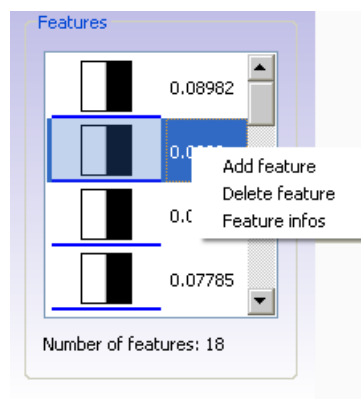 Features
0.08982
Add feature
Delete feature
Feature infos
0.07785
Number of features: 18